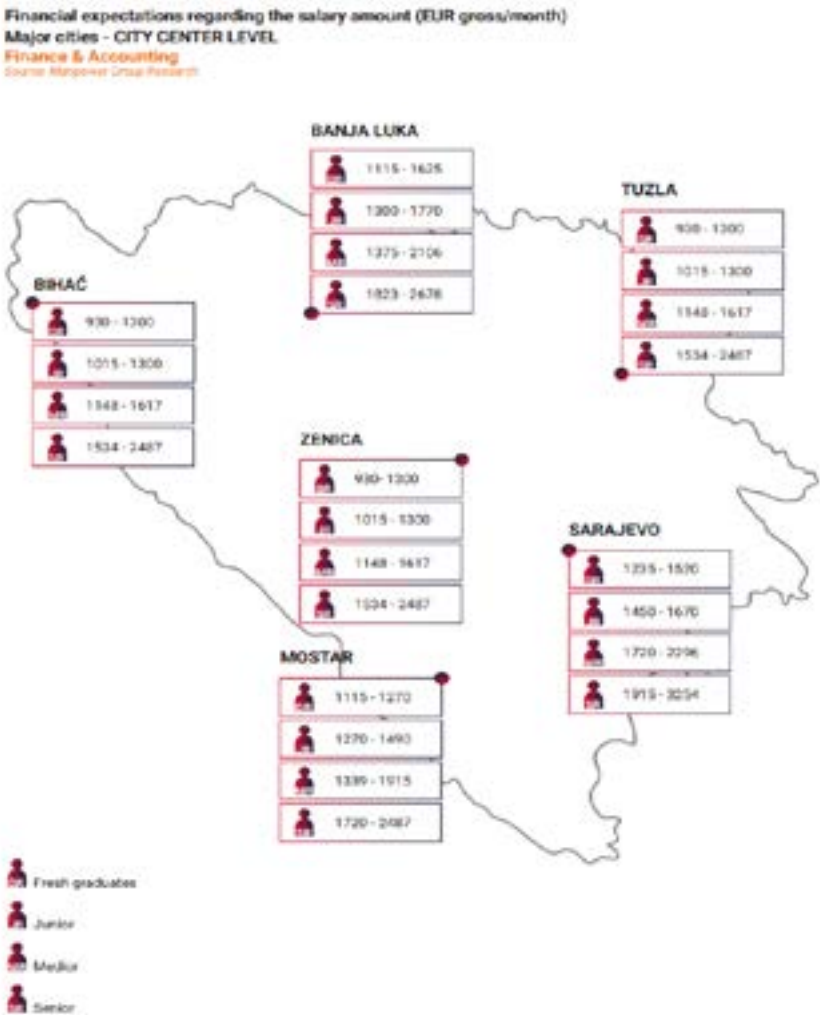 Financial expectations regarding the salary amount (EUR gross/month)
Major cities - CITY CENTER LEVEL
Finance & Accounting
Source: Manpower Group Research
BANJA LUKA
1115 - 1625
1300 - 1770
1375 - 2106
1823 - 2678
TUZLA
930 - 1300
1015 - 1300
1148 - 1617
1534 - 2487
BIHAĆ
930 - 1300
1015 - 1300
1148 - 1617
1534 - 2487
ZENICA
930- 1300
1015 - 1300
1148 - 1617
1534 - 2487
SARAJEVO
1235 - 1520
1450 - 1670
1720 - 2296
1915 - 3254
MOSTAR
1115 - 1270
1270 - 1490
1339 - 1915
1720 - 2487
Fresh graduates
Junior
Medior
Senior